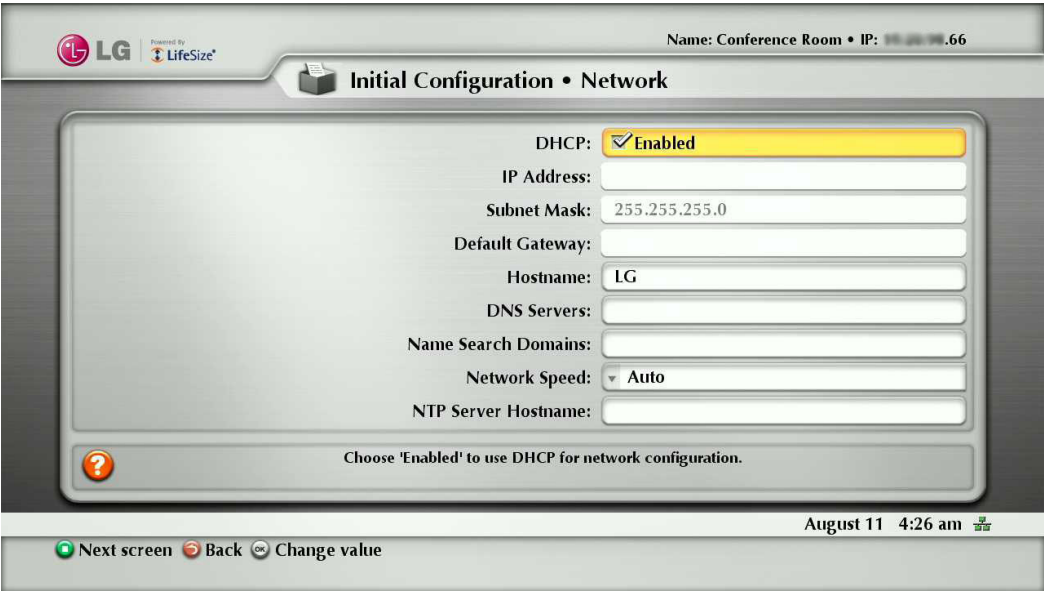 LG Powered By LifeSize
Name: Conference Room • IP: .66
Initial Configuration • Network
DHCP: Enabled
IP Address:
Subnet Mask: 255.255.255.0
Default Gateway:
Hostname: LG
DNS Servers:
Name Search Domains:
Network Speed: Auto
NTP Server Hostname:
Choose 'Enabled' to use DHCP for network configuration.
August 11 4:26 am
Next screen Back OK Change value